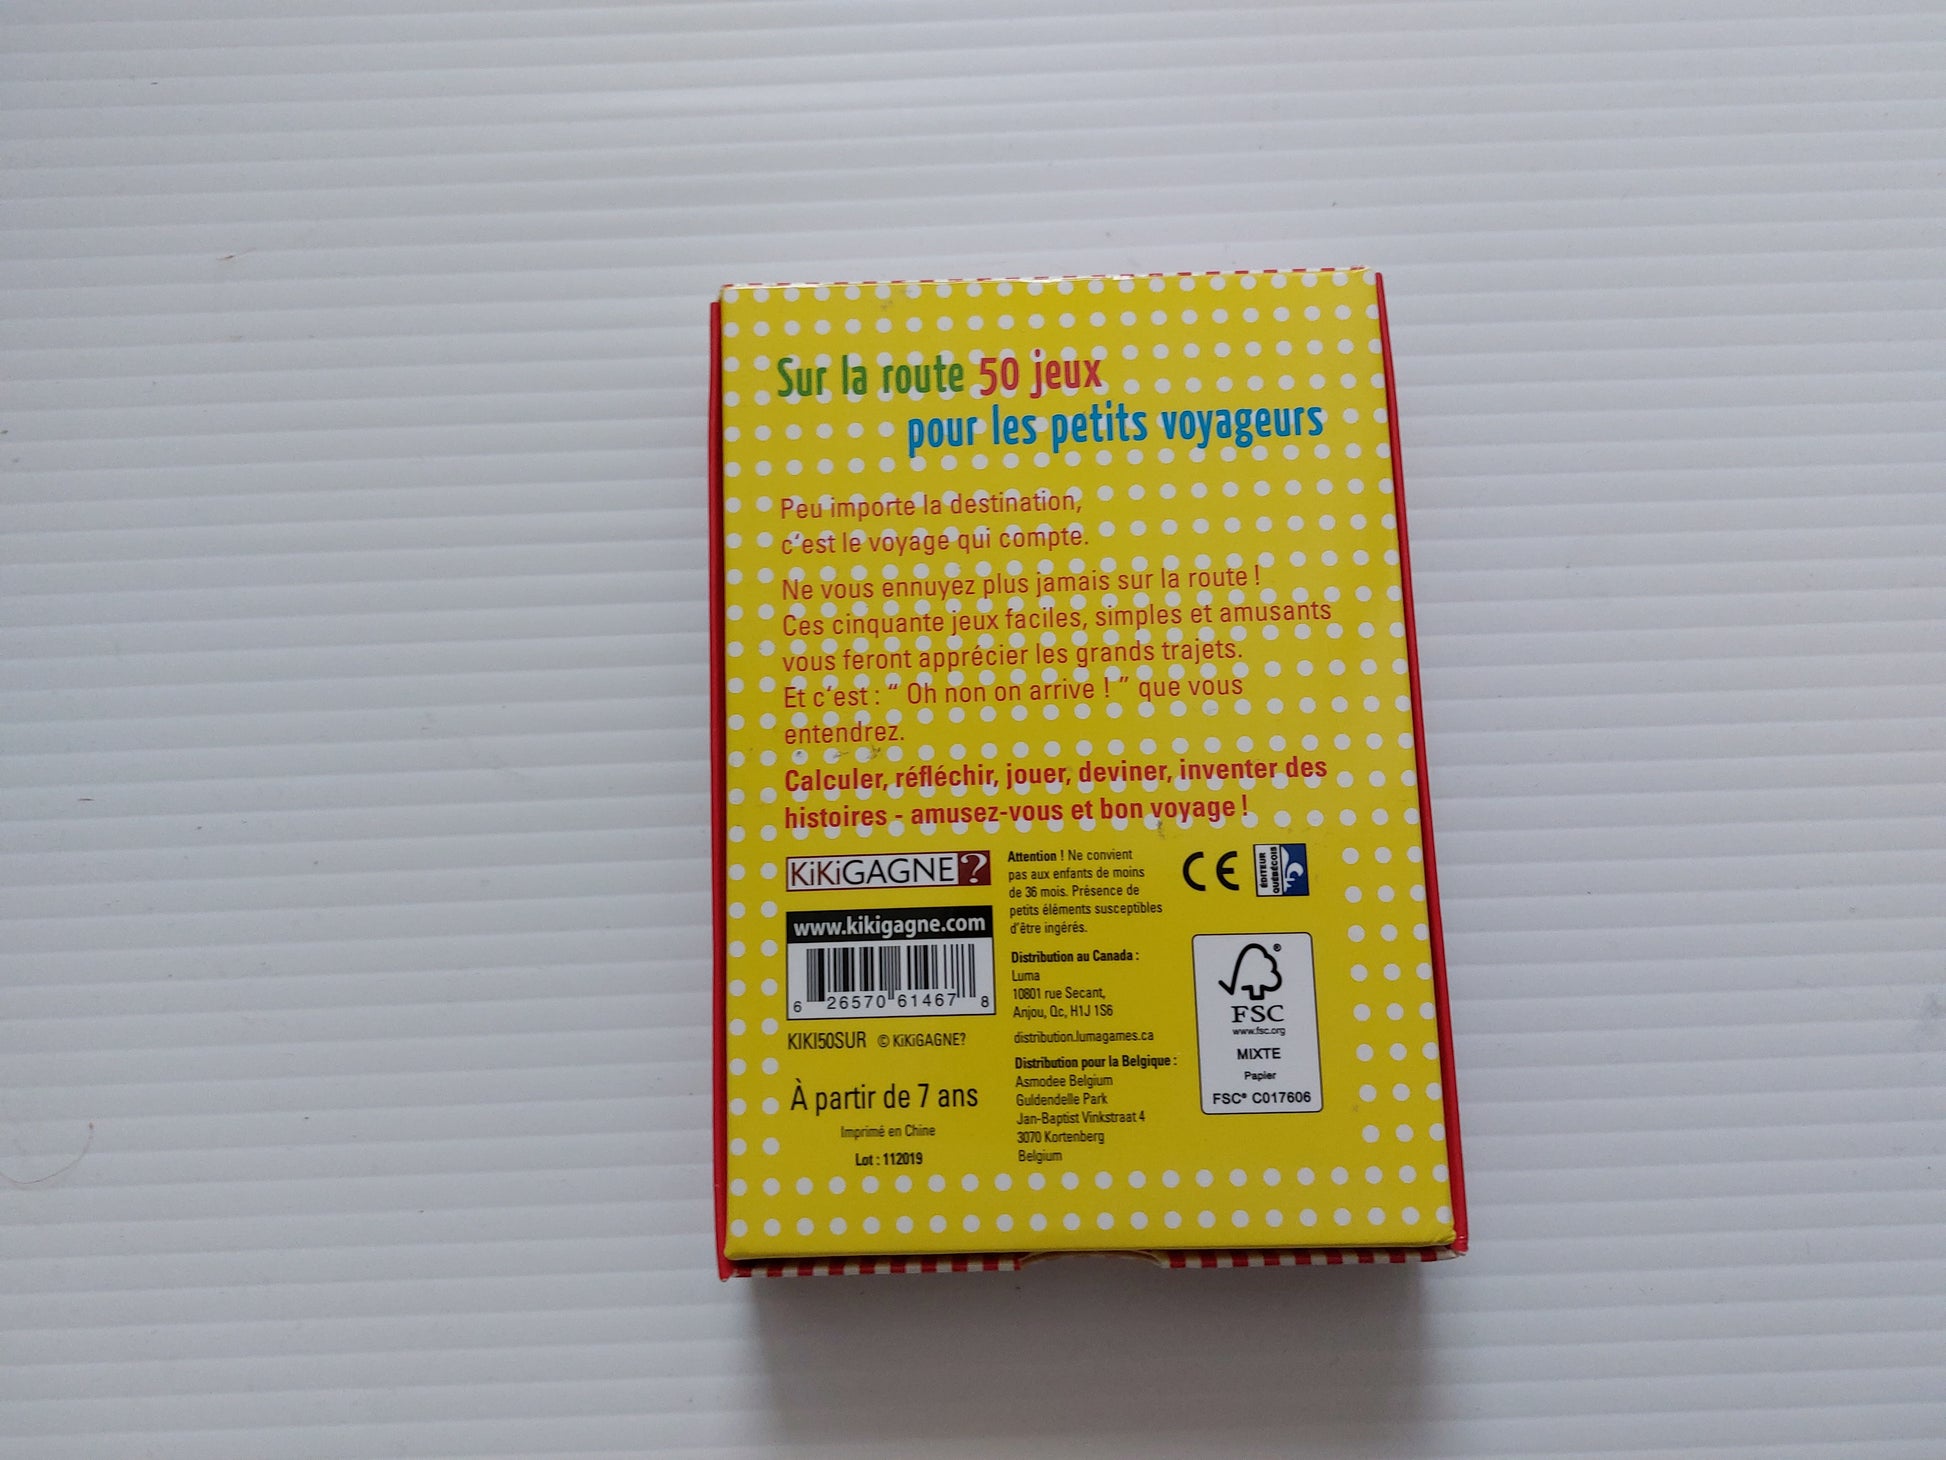 Sur la route 50 jeux
pour les petits voyageurs
Peu importe la destination,
c'est le voyage qui compte.
Ne vous ennuyez plus jamais sur la route !
Ces cinquante jeux faciles, simples et amusants
vous feront apprécier les grands trajets.
Et c'est : “ Oh non on arrive ! ” que vous
entendrez.
Calculer, réfléchir, jouer, deviner, inventer des
histoires - amusez-vous et bon voyage !
KiKiGAGNE?
www.kikigagne.com
6 26570 61467 8
KIKI50SUR © KiKiGAGNE?
À partir de 7 ans
Imprimé en Chine
Lot : 112019
Attention ! Ne convient
pas aux enfants de moins
de 36 mois. Présence de
petits éléments susceptibles
d'être ingérés.
Distribution au Canada :
Luma
10801 rue Secant,
Anjou, Qc, H1J 1S6
distribution.lumagames.ca
Distribution pour la Belgique :
Asmodee Belgium
Guldendelle Park
Jan-Baptist Vinkstraat 4
3070 Kortenberg
Belgium
CE
ÉDITEUR
QUÉBÉCOIS
®
FSC
www.fsc.org
MIXTE
Papier
FSC® C017606